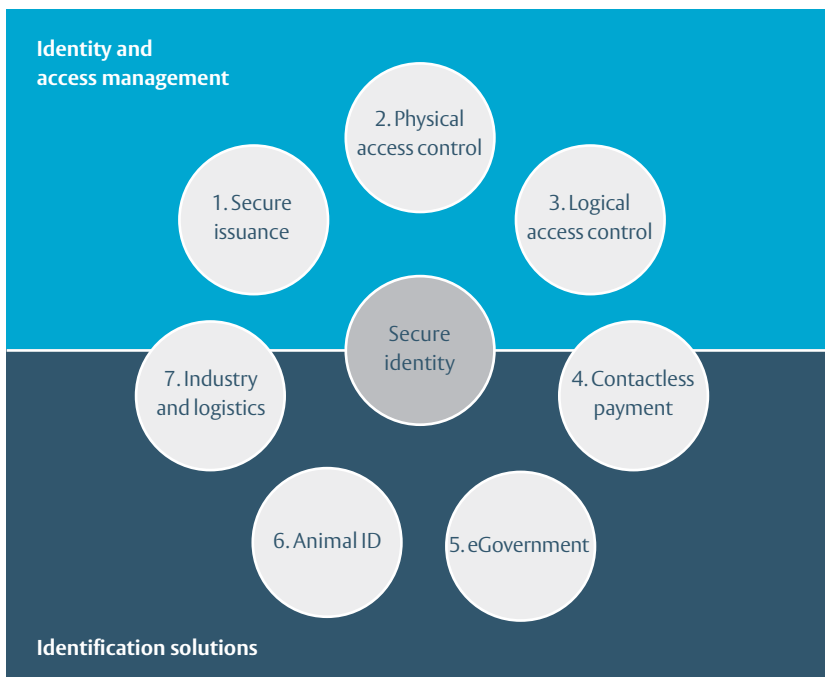 Identity and
access management
2. Physical
access control
1. Secure
issuance
3. Logical
access control
Secure
identity
7. Industry
and logistics
4. Contactless
payment
6. Animal ID
5. eGovernment
Identification solutions